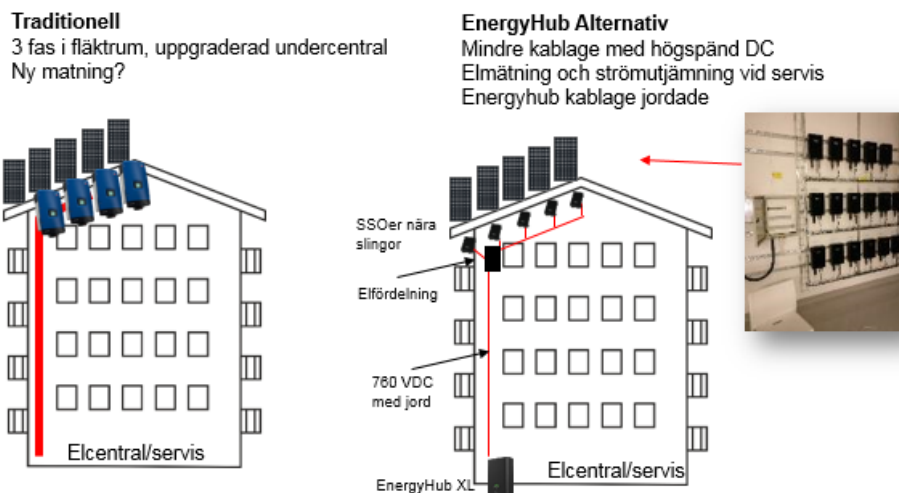 Traditionell
3 fas i fläktrum, uppgraderad undercentral
Ny matning?
EnergyHub Alternativ
Mindre kablage med högspänd DC
Elmätning och strömutjämning vid servis
Energyhub kablage jordade
SSOer nära
slingor
Elfördelning
760 VDC
med jord
Elcentral/servis
EnergyHub XL
Elcentral/servis